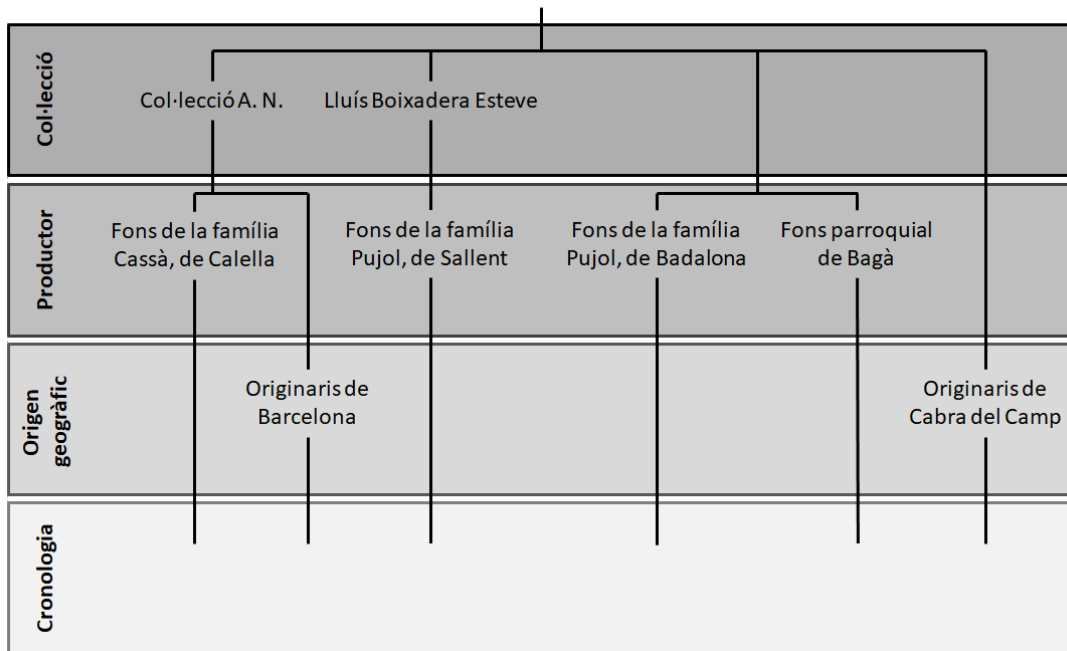 Col·lecció
Col·lecció A. N.
Lluís Boixadera Esteve
Productor
Fons de la família
Cassà, de Calella
Fons de la família
Pujol, de Sallent
Fons de la família
Pujol, de Badalona
Fons parroquial
de Bagà
Origen
geogràfic
Originaris de
Barcelona
Originaris de
Cabra del Camp
Cronologia